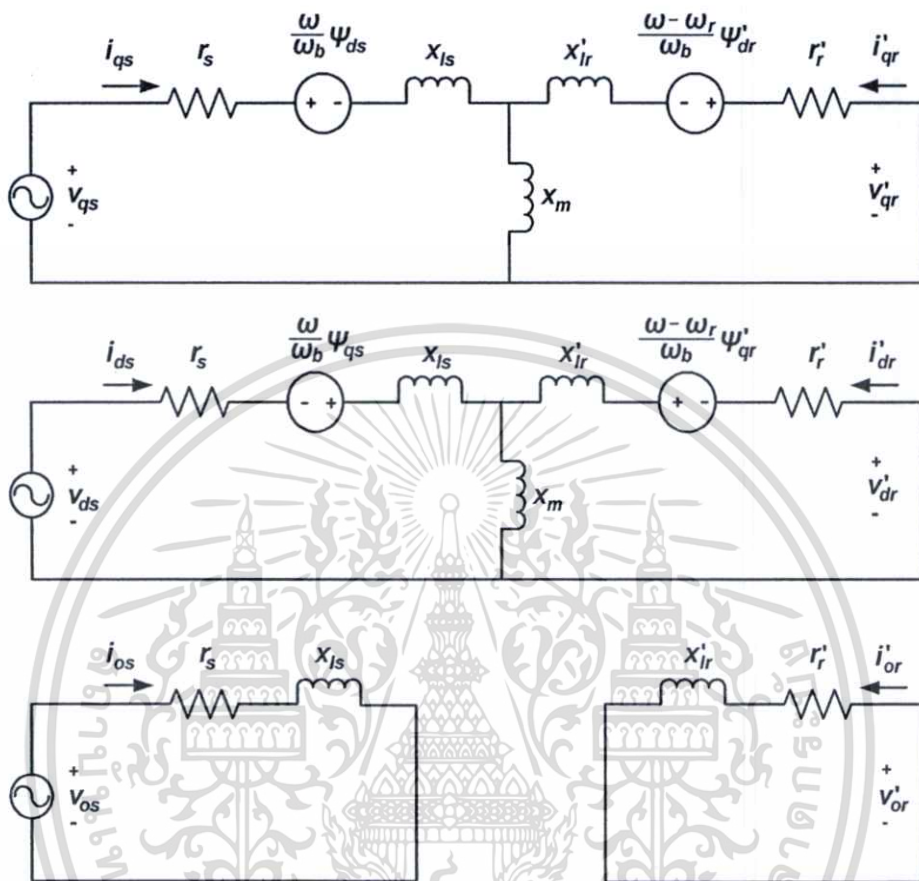 i_qs r_s ω/ω_b ψ_ds x_ls x'_lr ω - ω_r/ω_b ψ'_dr r'_r i'_qr
+ - - +
+ v_qs - x_m + v'_qr -
i_ds r_s ω/ω_b ψ_qs x_ls x'_lr ω - ω_r/ω_b ψ'_qr r'_r i'_dr
- + + -
+ v_ds - x_m + v'_dr -
i_os r_s x_ls x'_lr r'_r i'_or
+ v_os - + v'_or -